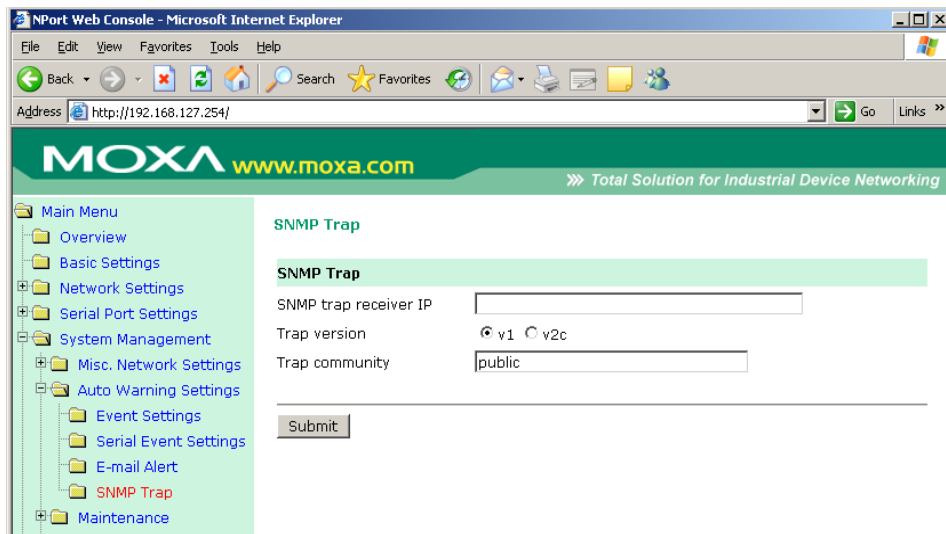 NPort Web Console - Microsoft Internet Explorer
File Edit View Favorites Tools Help
Back Search Favorites
Address http://192.168.127.254/ Go Links »
MOXA www.moxa.com
Total Solution for Industrial Device Networking
Main Menu
Overview
Basic Settings
Network Settings
Serial Port Settings
System Management
Misc. Network Settings
Auto Warning Settings
Event Settings
Serial Event Settings
E-mail Alert
SNMP Trap
Maintenance
SNMP Trap
SNMP Trap
SNMP trap receiver IP
Trap version v1 v2c
Trap community public
Submit